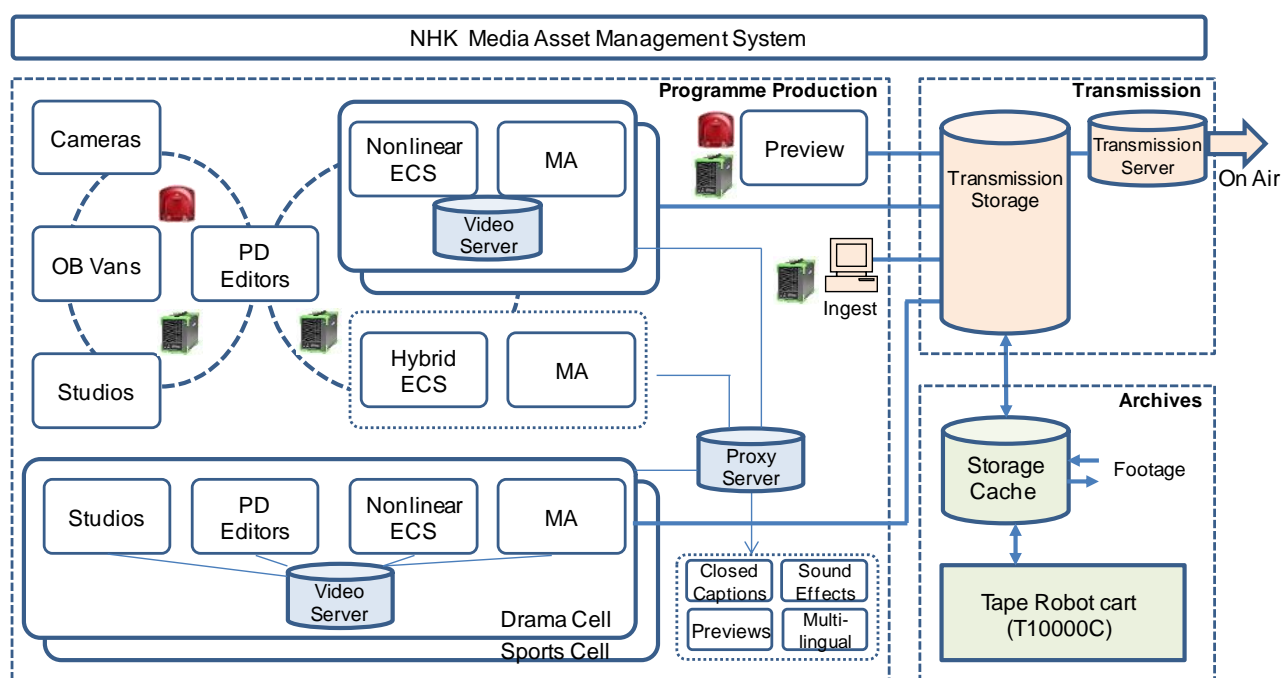 NHK Media Asset Management System
Programme Production
Cameras
OB Vans
Studios
PD
Editors
Nonlinear
ECS
MA
Video
Server
Hybrid
ECS
MA
Preview
Ingest
Proxy
Server
Studios
PD
Editors
Nonlinear
ECS
MA
Video
Server
Drama Cell
Sports Cell
Closed
Captions
Sound
Effects
Previews
Multi-
lingual
Transmission
Transmission
Storage
Transmission
Server
On Air
Archives
Storage
Cache
Footage
Tape Robot cart
(T10000C)